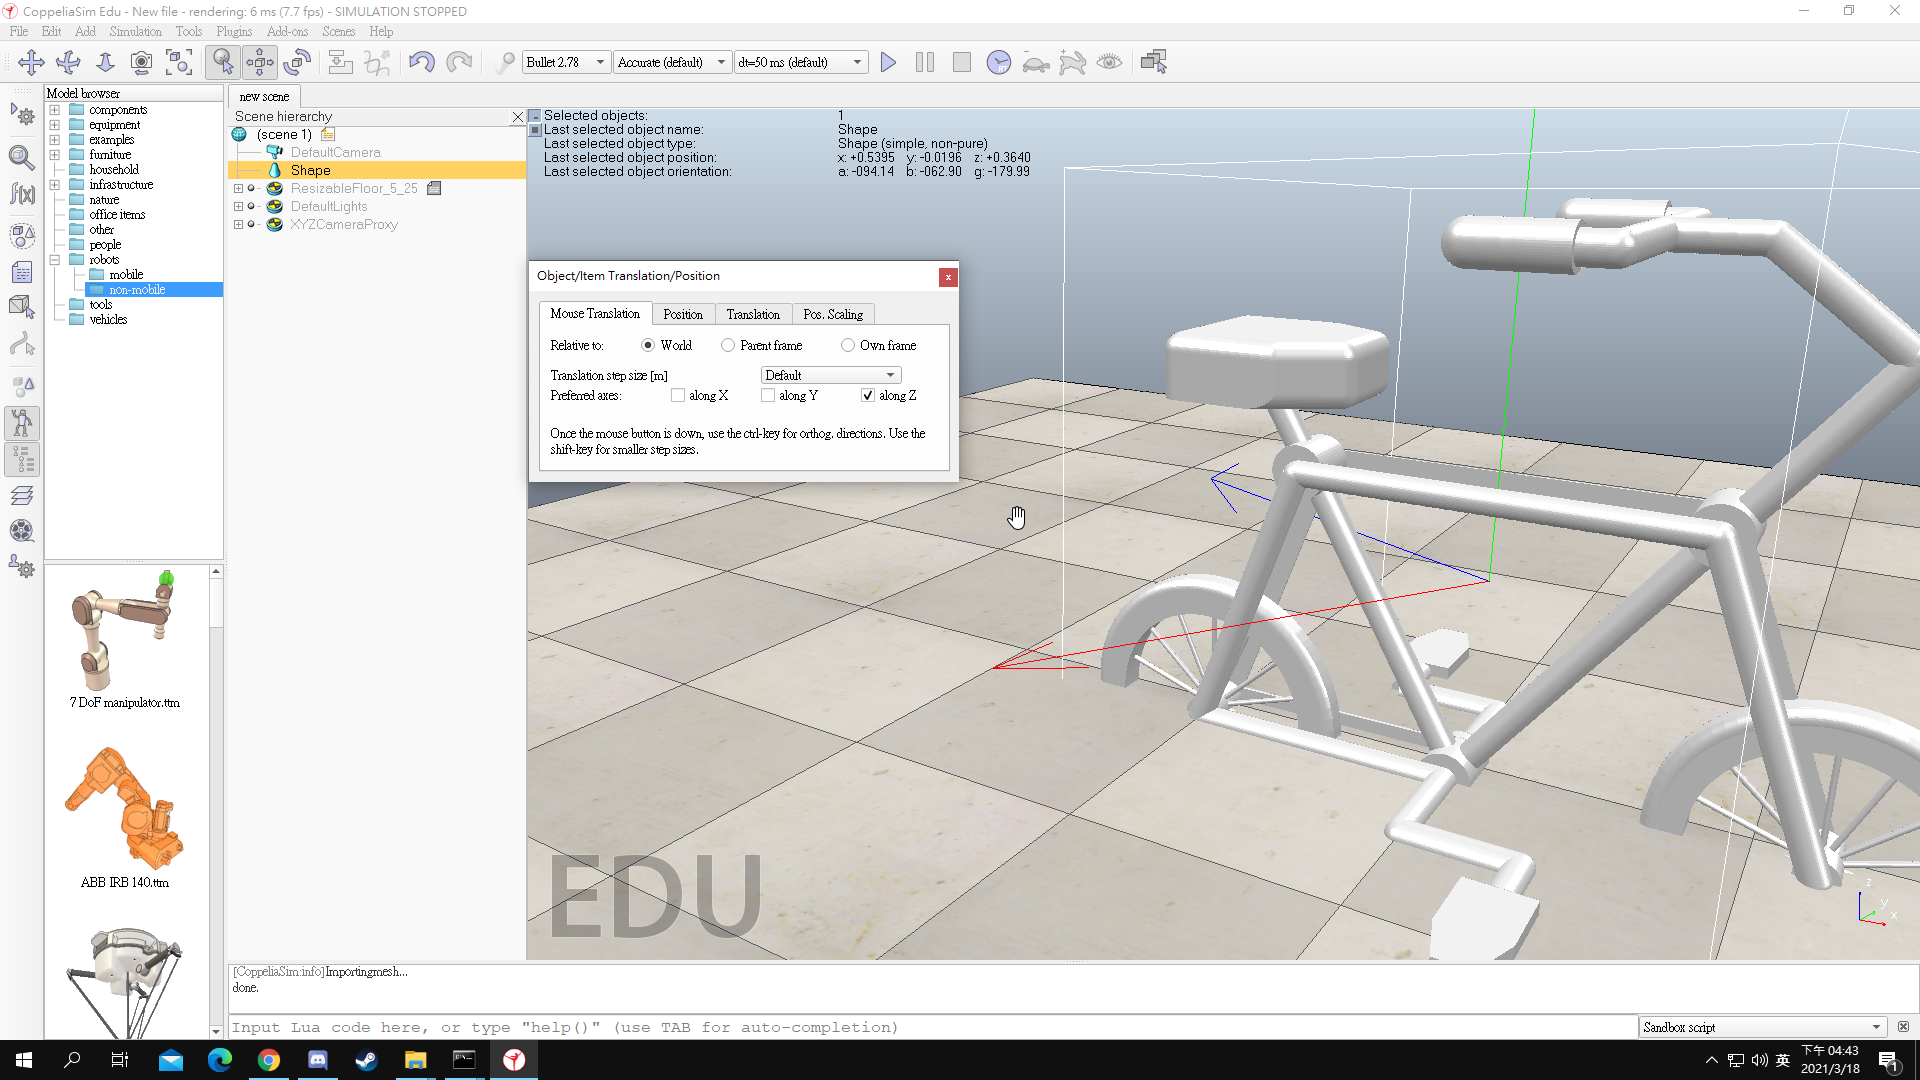 CoppeliaSim Edu - New file - rendering: 6 ms (7.7 fps) - SIMULATION STOPPED
File Edit Add Simulation Tools Plugins Add-ons Scenes Help
Bullet 2.78 Accurate (default) dt=50 ms (default) RT
Model browser
components
equipment
examples
furniture
household
infrastructure
nature
office items
other
people
robots
mobile
non-mobile
tools
vehicles
7 DoF manipulator.ttm
ABB IRB 140.ttm
new scene
Scene hierarchy
(scene 1)
DefaultCamera
Shape
ResizableFloor_5_25
DefaultLights
XYZCameraProxy
Selected objects: 1
Last selected object name: Shape
Last selected object type: Shape (simple, non-pure)
Last selected object position: x: +0.5395 y: -0.0196 z: +0.3640
Last selected object orientation: a: -094.14 b: -062.90 g: -179.99
Object/Item Translation/Position
Mouse Translation Position Translation Pos. Scaling
Relative to: World Parent frame Own frame
Translation step size [m] Default
Preferred axes: along X along Y along Z
Once the mouse button is down, use the ctrl-key for orthog. directions. Use the
shift-key for smaller step sizes.
EDU
z
y
x
[CoppeliaSim:info]Importingmesh...
done.
Input Lua code here, or type "help()" (use TAB for auto-completion)
Sandbox script
英
下午 04:43
2021/3/18
1